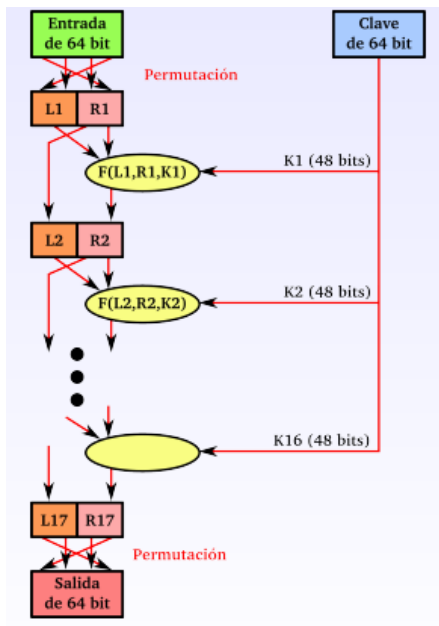 Entrada
de 64 bit
Clave
de 64 bit
Permutación
L1 R1
K1 (48 bits)
F(L1,R1,K1)
L2 R2
K2 (48 bits)
F(L2,R2,K2)
K16 (48 bits)
L17 R17
Permutación
Salida
de 64 bit